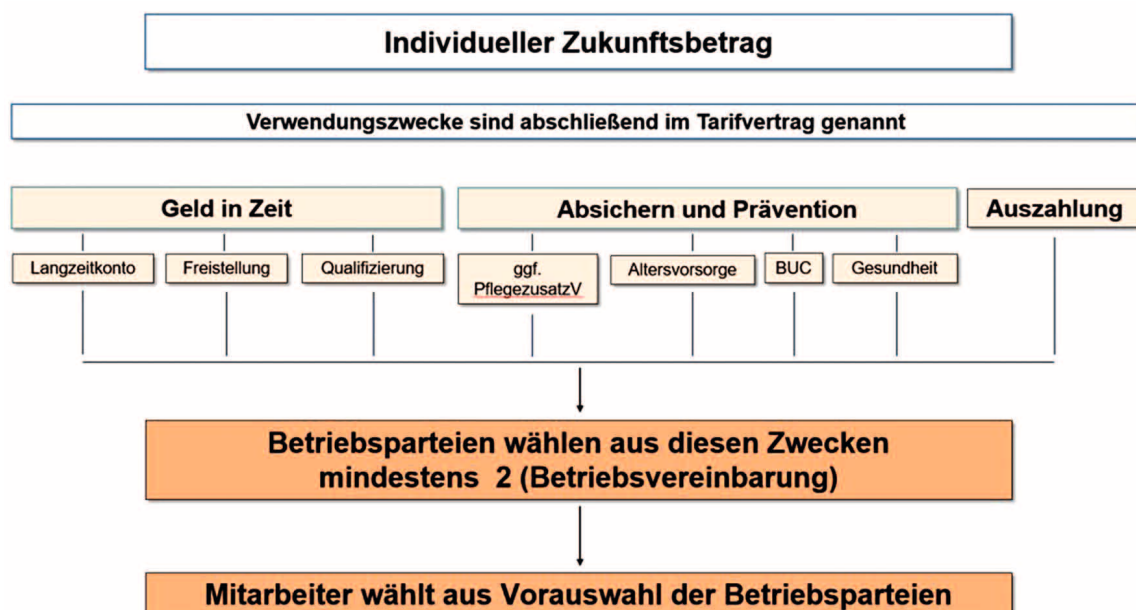 Individueller Zukunftsbetrag
Verwendungszwecke sind abschließend im Tarifvertrag genannt
Geld in Zeit
Absichern und Prävention
Auszahlung
Langzeitkonto
Freistellung
Qualifizierung
ggf.
PflegezusatzV
Altersvorsorge
BUC
Gesundheit
Betriebsparteien wählen aus diesen Zwecken
mindestens 2 (Betriebsvereinbarung)
Mitarbeiter wählt aus Vorauswahl der Betriebsparteien